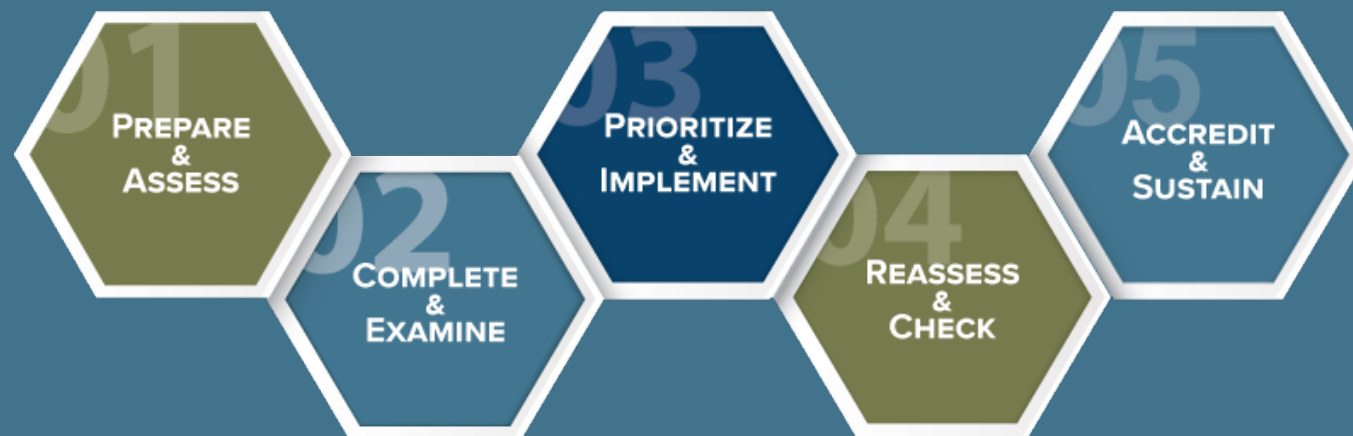 01
PREPARE
&
ASSESS
02
COMPLETE
&
EXAMINE
03
PRIORITIZE
&
IMPLEMENT
04
REASSESS
&
CHECK
05
ACCREDIT
&
SUSTAIN